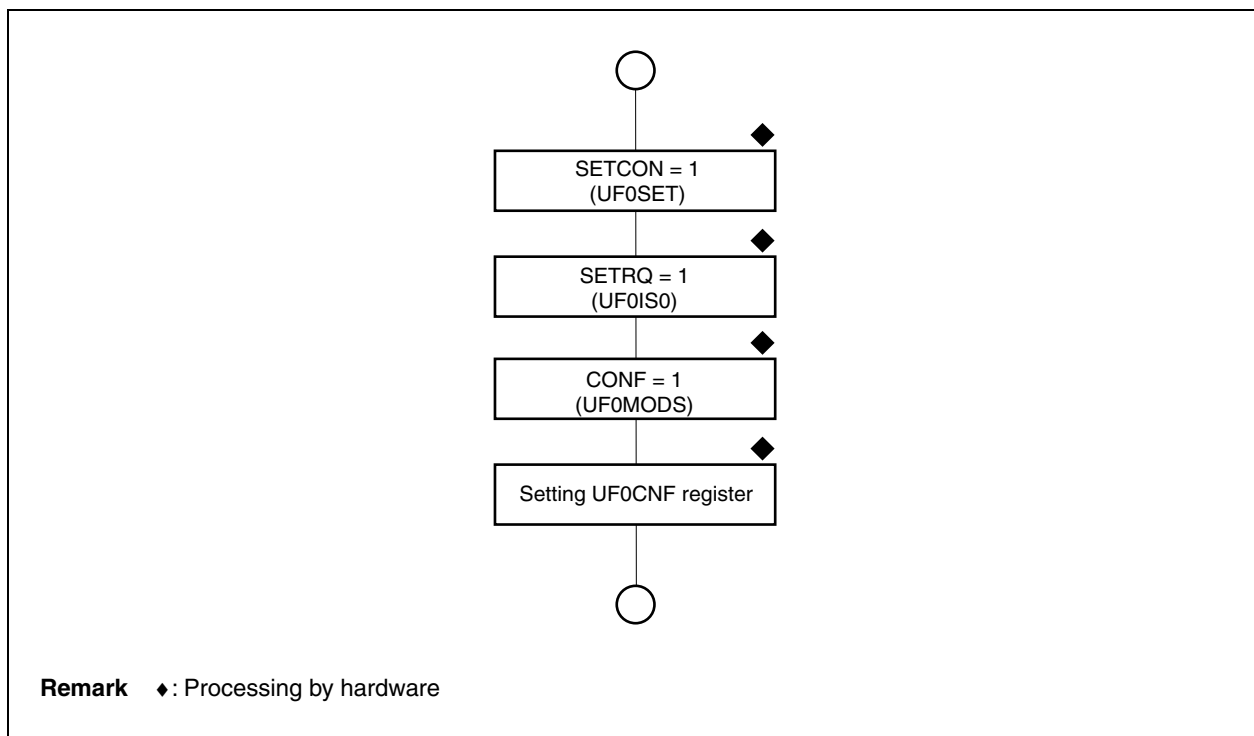 SETCON = 1
(UF0SET)
SETRQ = 1
(UF0IS0)
CONF = 1
(UF0MODS)
Setting UF0CNF register
Remark ♦: Processing by hardware